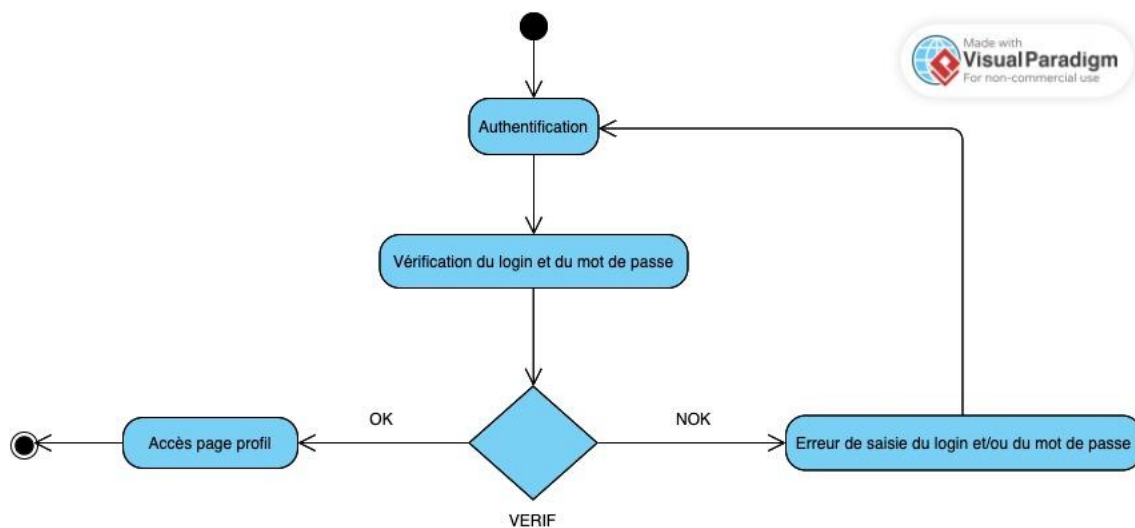 Made with
Visual Paradigm
For non-commercial use
Authentification
Vérification du login et du mot de passe
OK
NOK
Accès page profil
Erreur de saisie du login et/ou du mot de passe
VERIF